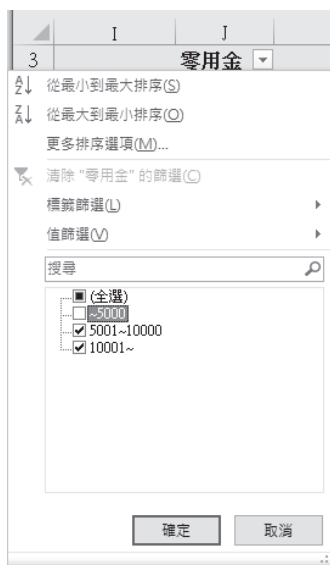 I J
3 零用金
從最小到最大排序(S)
從最大到最小排序(O)
更多排序選項(M)...
清除 "零用金" 的篩選(C)
標籤篩選(L)
值篩選(V)
搜尋
(全選)
~5000
5001~10000
10001~
確定 取消